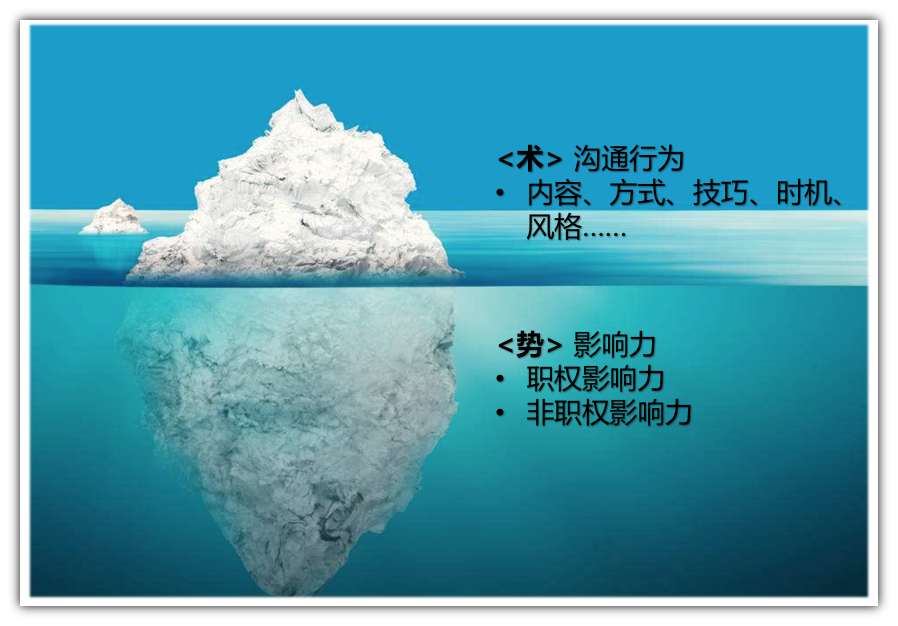 <术> 沟通行为
• 内容、方式、技巧、时机、
风格……
<势> 影响力
• 职权影响力
• 非职权影响力